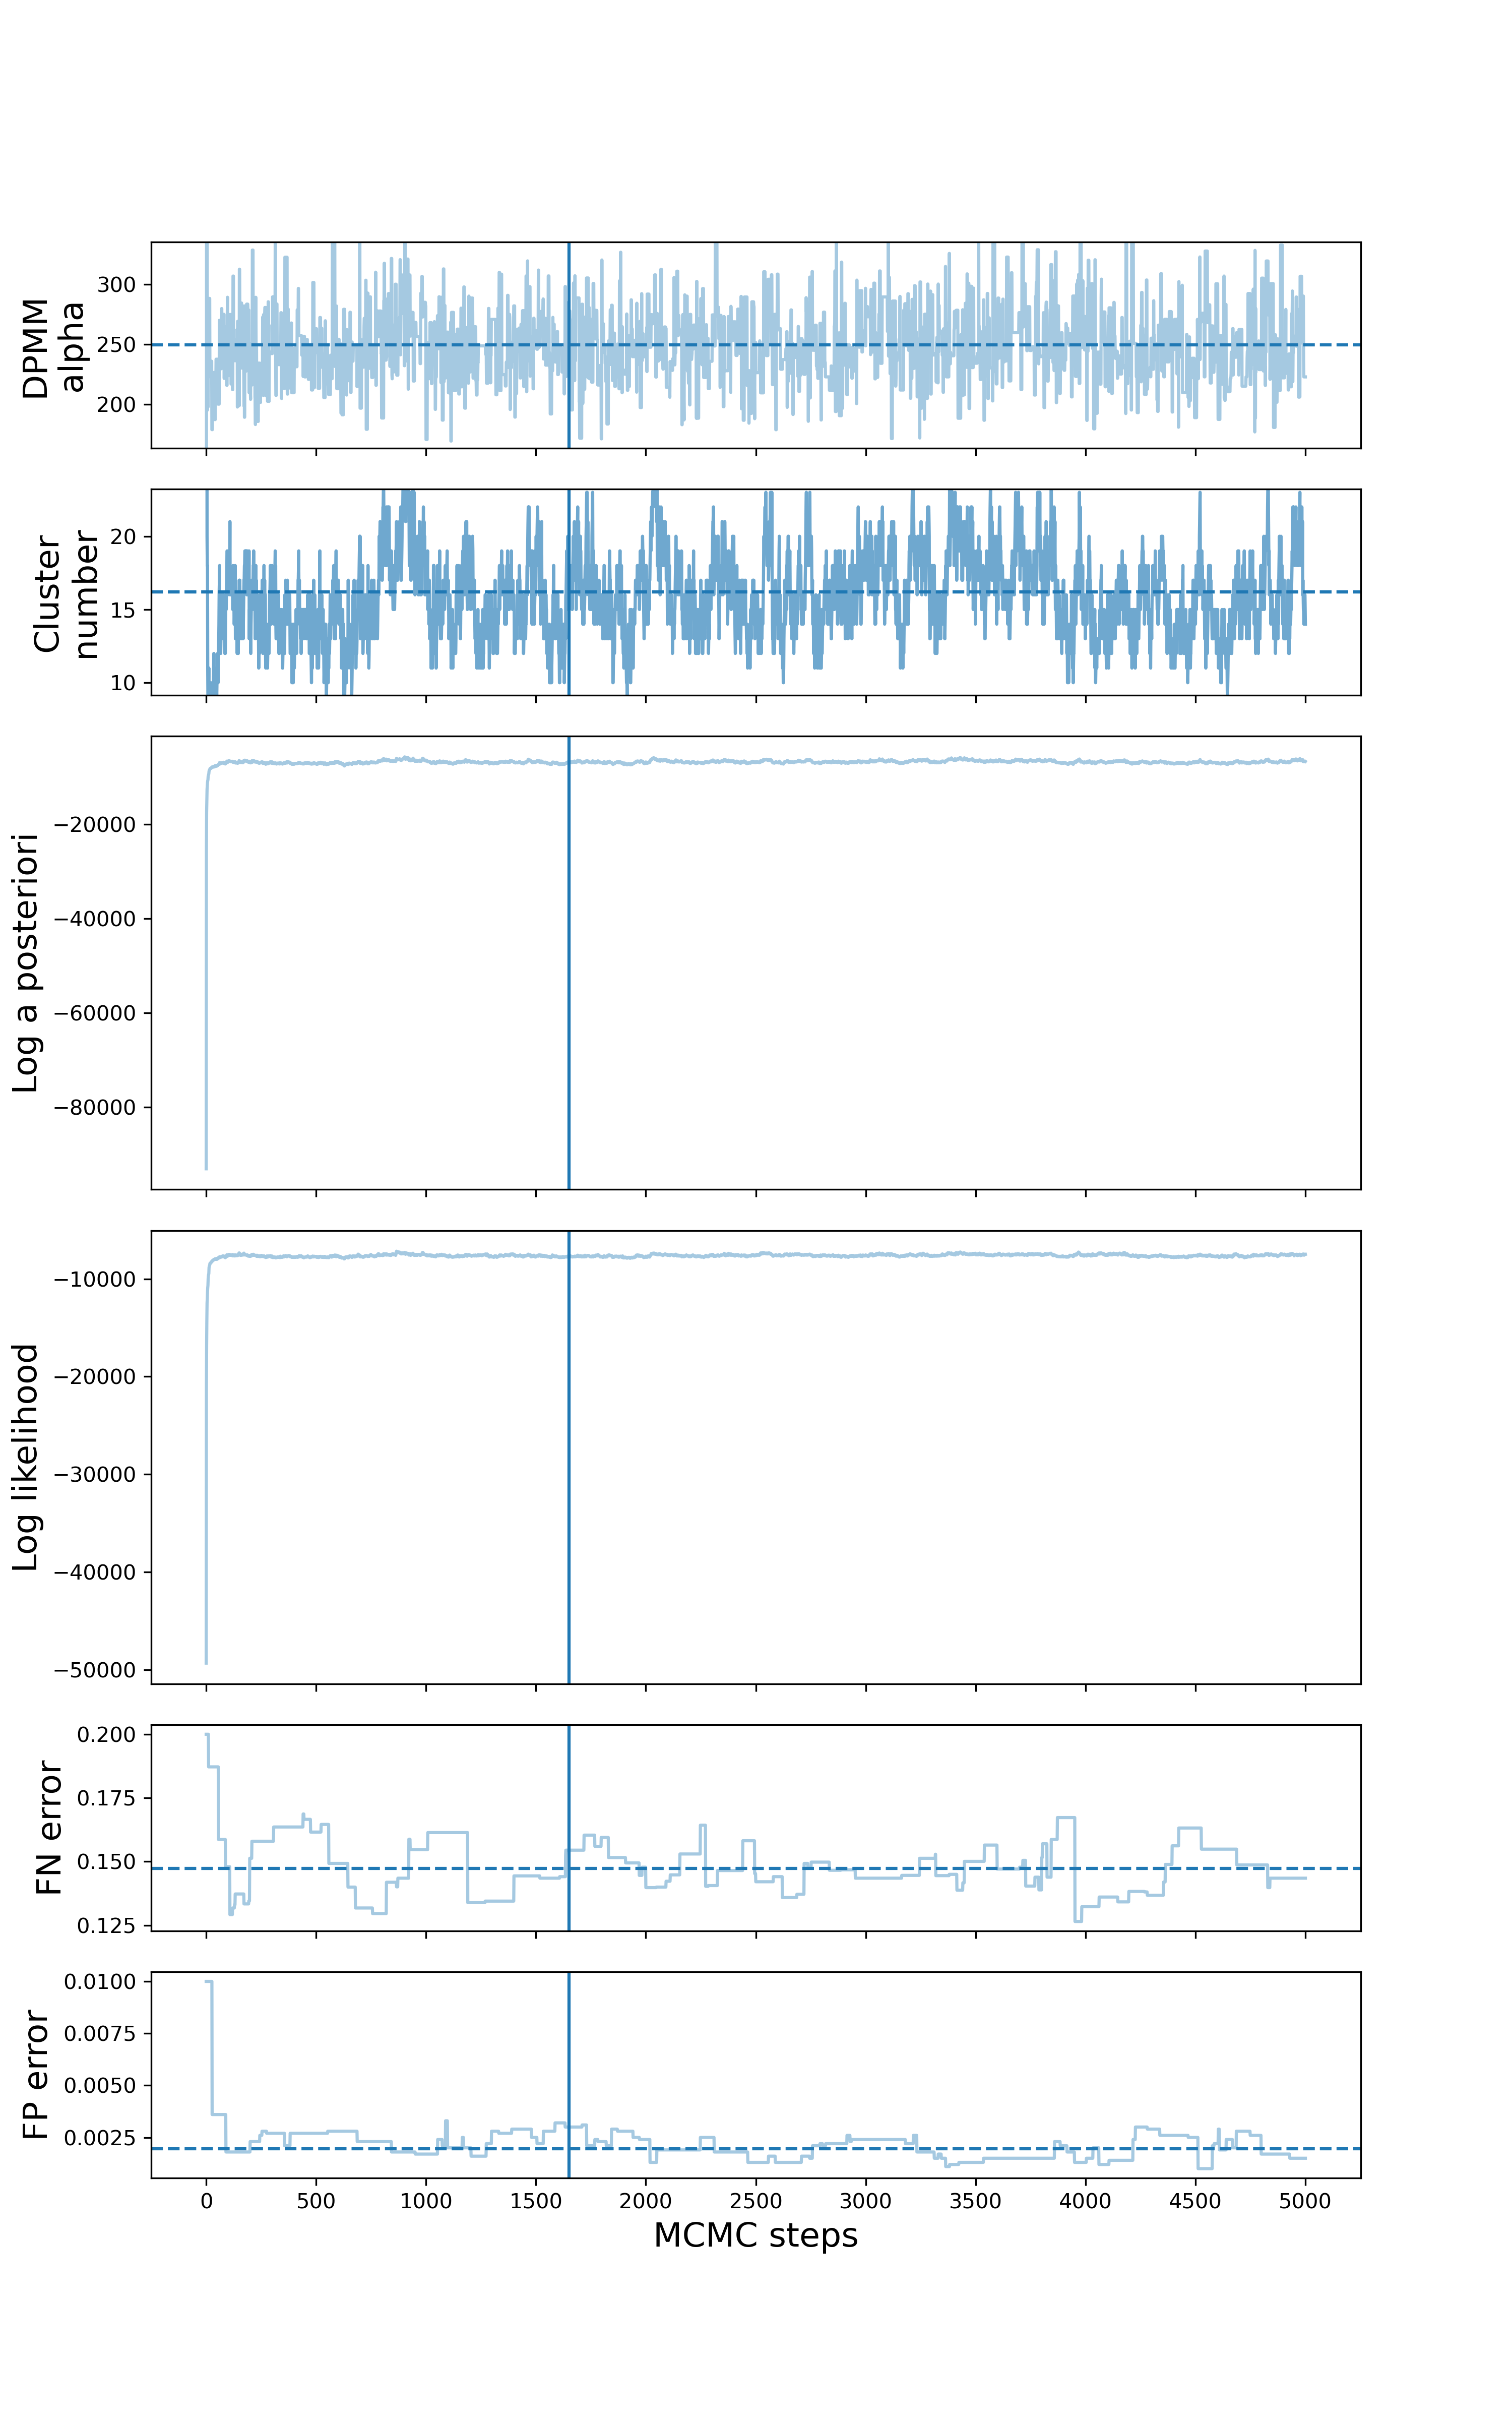 DPMM
alpha
300
250
200
Cluster
number
20
15
10
Log a posteriori
−20000
−40000
−60000
−80000
Log likelihood
−10000
−20000
−30000
−40000
−50000
FN error
0.200
0.175
0.150
0.125
FP error
0.0100
0.0075
0.0050
0.0025
0 500 1000 1500 2000 2500 3000 3500 4000 4500 5000
MCMC steps